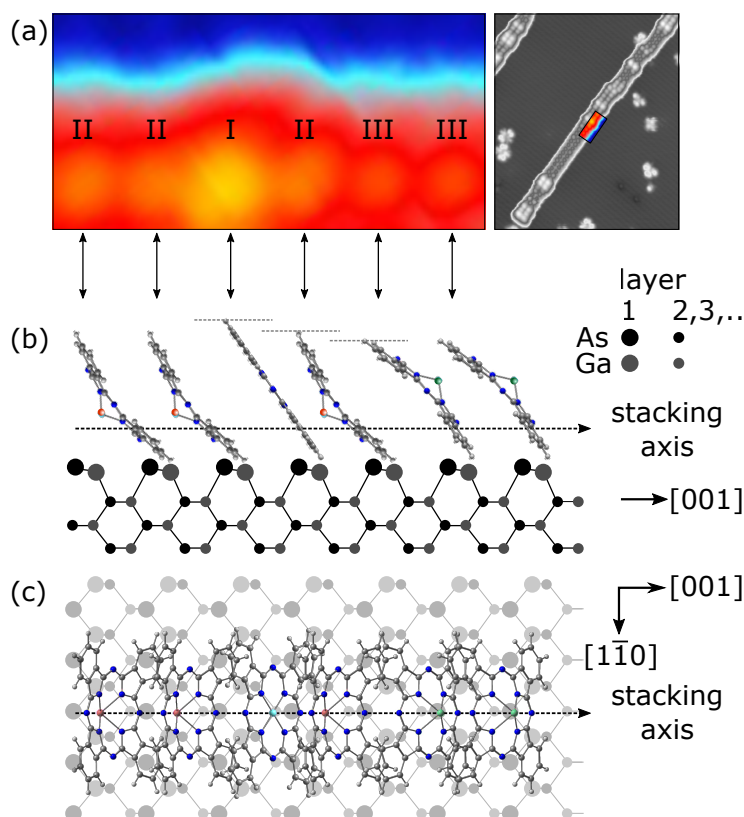 (a)
II II I II III III
layer
1 2,3,..
As
Ga
(b)
stacking
axis
[001]
(c)
[001]
[11̅0]
stacking
axis